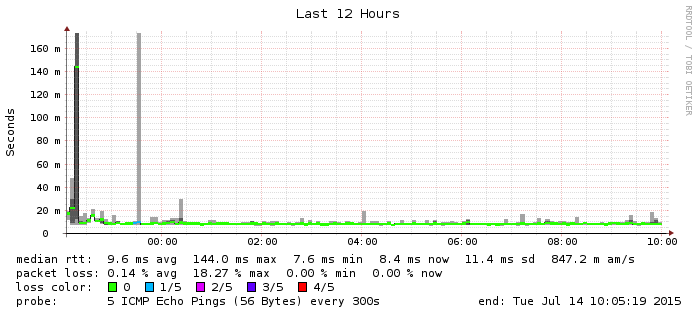 Last 12 Hours
RRDTOOL / TOBI OETIKER
Seconds
160 m
140 m
120 m
100 m
80 m
60 m
40 m
20 m
0
00:00 02:00 04:00 06:00 08:00 10:00
median rtt: 9.6 ms avg 144.0 ms max 7.6 ms min 8.4 ms now 11.4 ms sd 847.2 m am/s
packet loss: 0.14 % avg 18.27 % max 0.00 % min 0.00 % now
loss color: 0 1/5 2/5 3/5 4/5
probe: 5 ICMP Echo Pings (56 Bytes) every 300s end: Tue Jul 14 10:05:19 2015